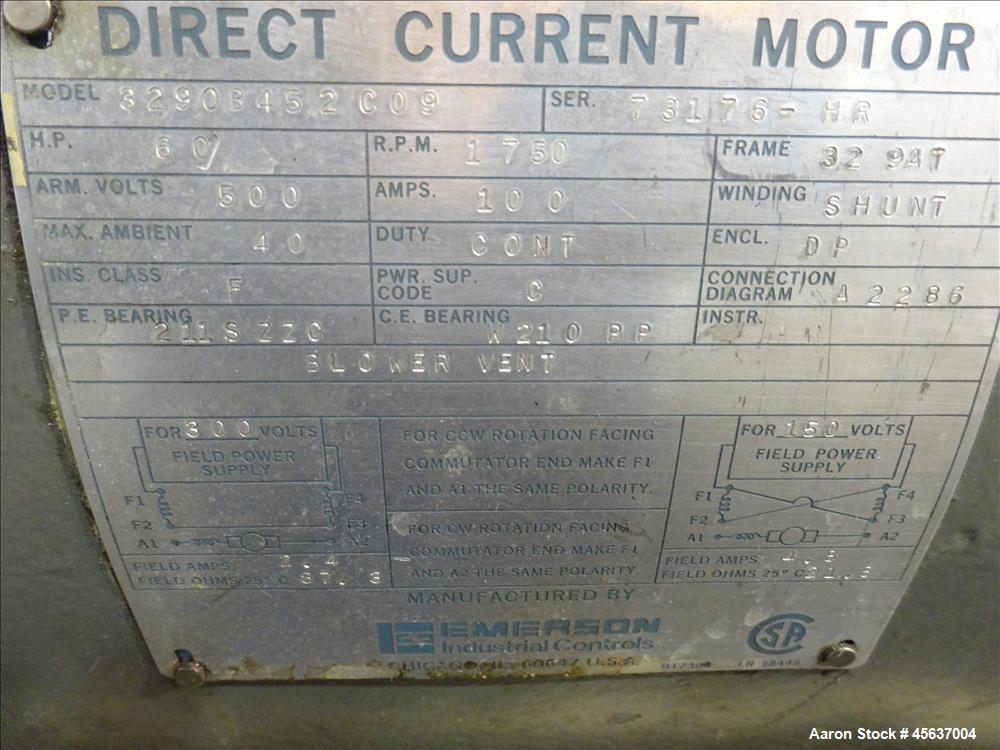 DIRECT CURRENT MOTOR
MODEL 3290B452C09 SER. 73176-HR
H.P. 60 R.P.M. 1750 FRAME 329AT
ARM. VOLTS 500 AMPS. 100 WINDING SHUNT
MAX. AMBIENT 40 DUTY CONT ENCL. DP
INS. CLASS F PWR. SUP. CODE C CONNECTION DIAGRAM A2286
P.E. BEARING 211SZZC C.E. BEARING W210PP INSTR.
BLOWER VENT
FOR 300 VOLTS
FIELD POWER
SUPPLY
F1 F4
F2 F3
A1 A2
FIELD AMPS.
FIELD OHMS 25° C
FOR CCW ROTATION FACING
COMMUTATOR END MAKE F1
AND A1 THE SAME POLARITY.
FOR CW ROTATION FACING
COMMUTATOR END MAKE F1
AND A2 THE SAME POLARITY.
FOR 150 VOLTS
FIELD POWER
SUPPLY
F1 F4
F2 F3
A1 A2
FIELD AMPS.
FIELD OHMS 25° C
MANUFACTURED BY
EMERSON
Industrial Controls
CHICAGO, IL. 60647 U.S.A. LR 38448
SA
Aaron Stock # 45637004